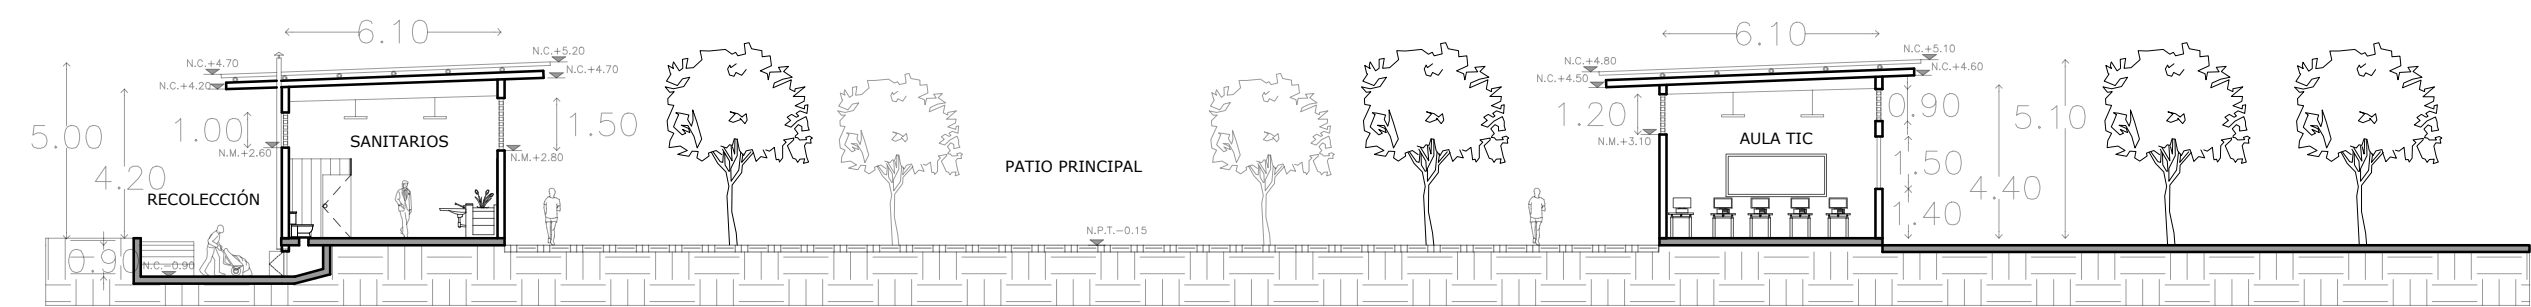 6.10
N.C.+5.20
N.C.+4.70
N.C.+4.70
N.C.+4.20
5.00
1.00
1.50
SANITARIOS
N.M.+2.60
N.M.+2.80
4.20
RECOLECCIÓN
0.90
N.C.-0.90
PATIO PRINCIPAL
N.P.T.-0.15
6.10
N.C.+5.10
N.C.+4.80
N.C.+4.60
N.C.+4.50
1.20
0.90
5.10
N.M.+3.10
AULA TIC
1.50
4.40
1.40